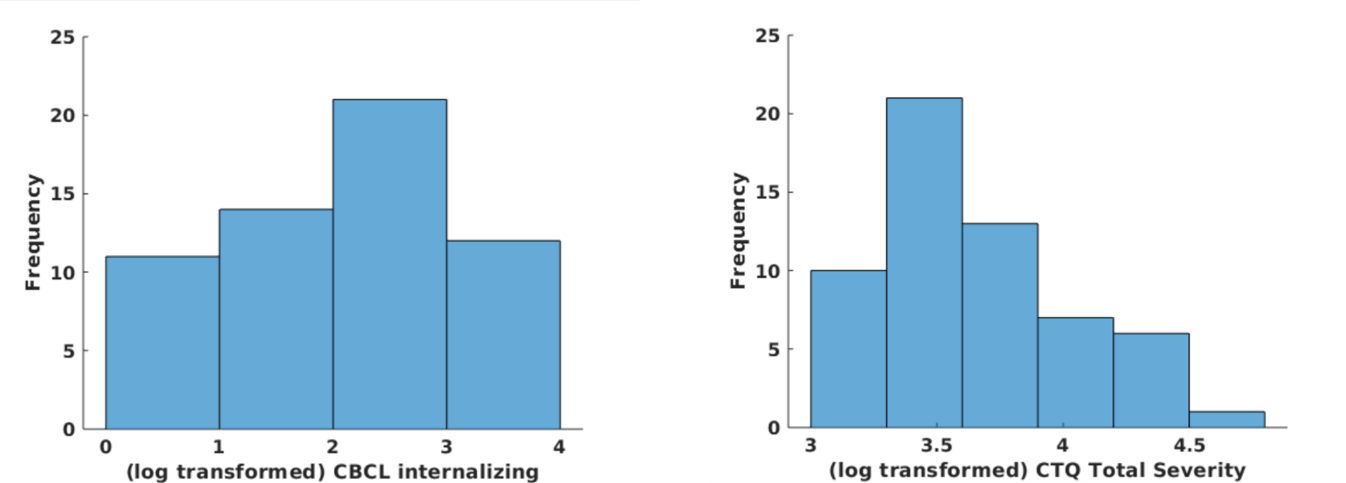 25
20
15
10
5
0
Frequency
0 1 2 3 4
(log transformed) CBCL internalizing
25
20
15
10
5
0
Frequency
3 3.5 4 4.5
(log transformed) CTQ Total Severity